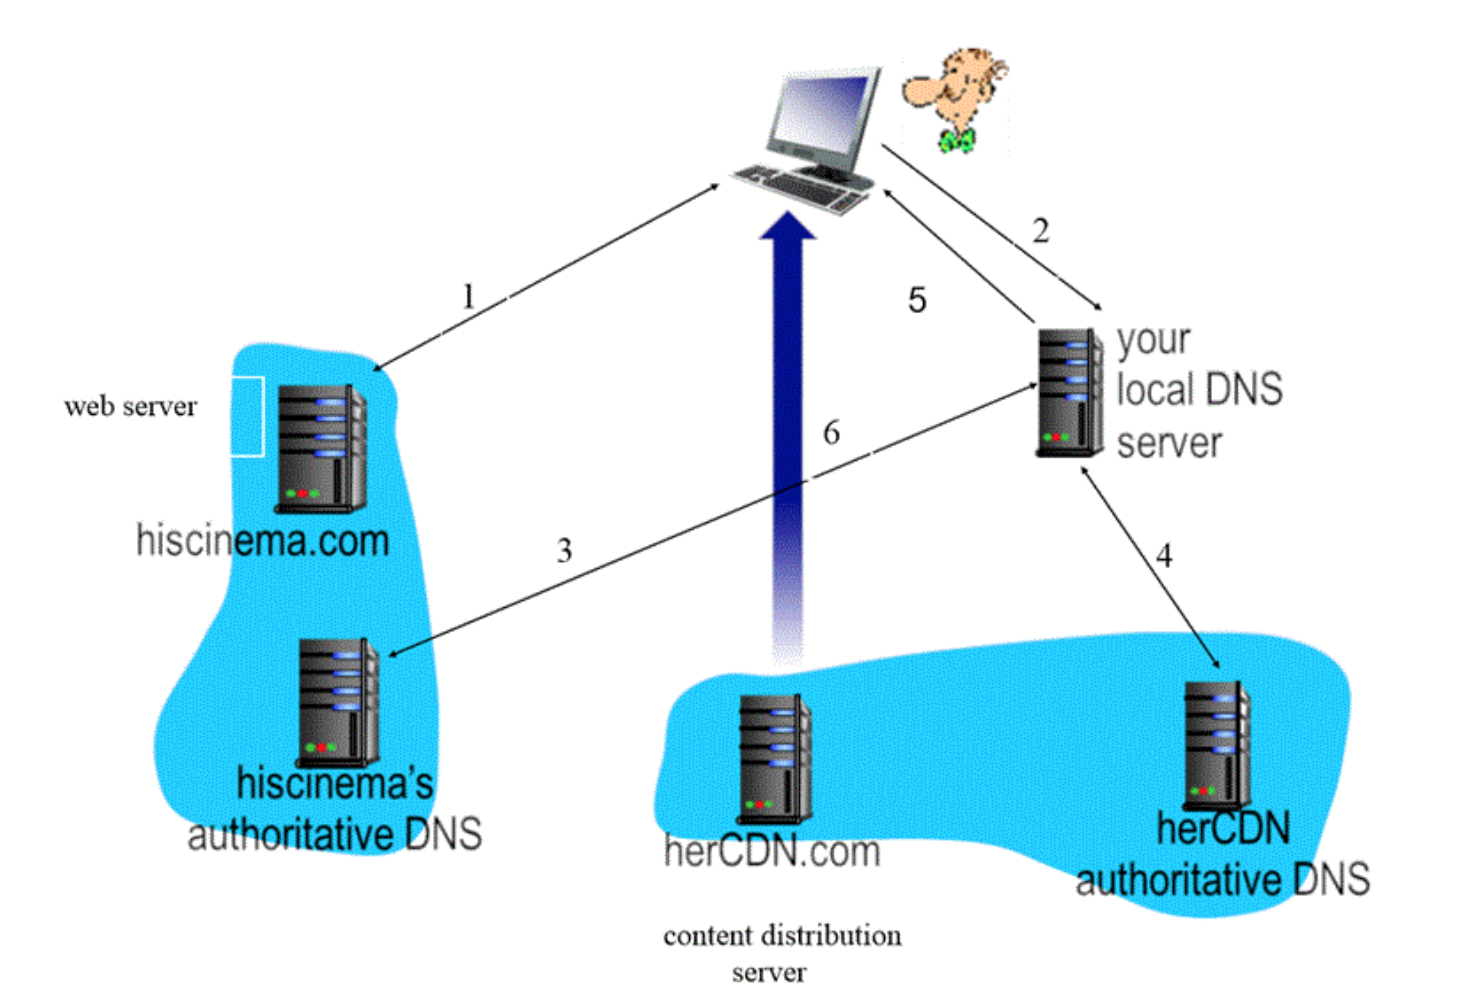 2
1
5
your
local DNS
server
web server
6
hiscinema.com
3
4
hiscinema's
authoritative DNS
herCDN.com
herCDN
authoritative DNS
content distribution
server